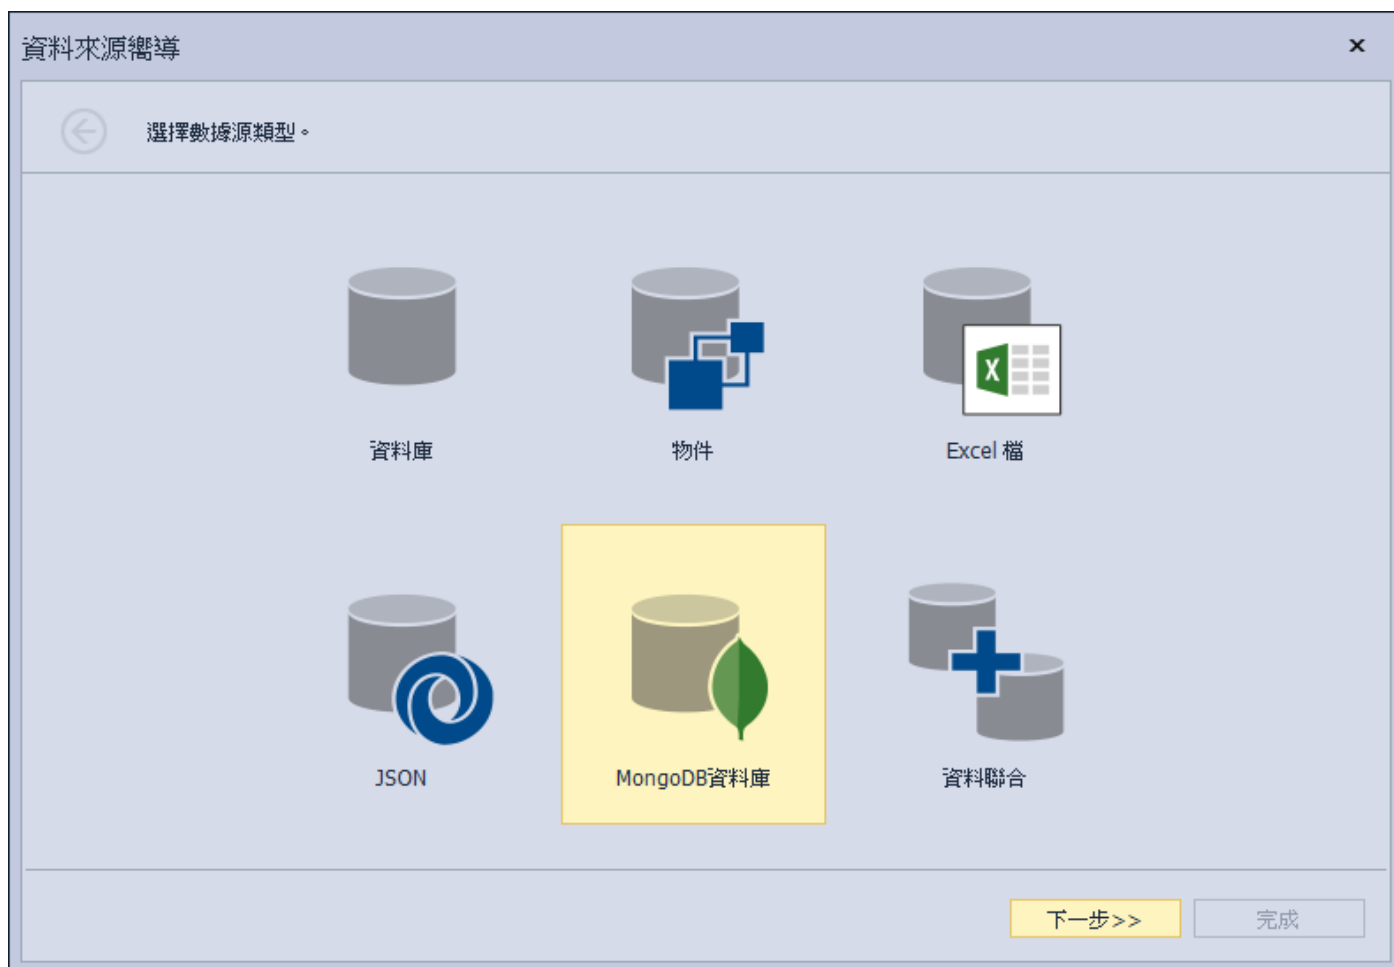 資料來源嚮導
選擇數據源類型。
資料庫
物件
Excel 檔
JSON
MongoDB資料庫
資料聯合
下一步>>
完成